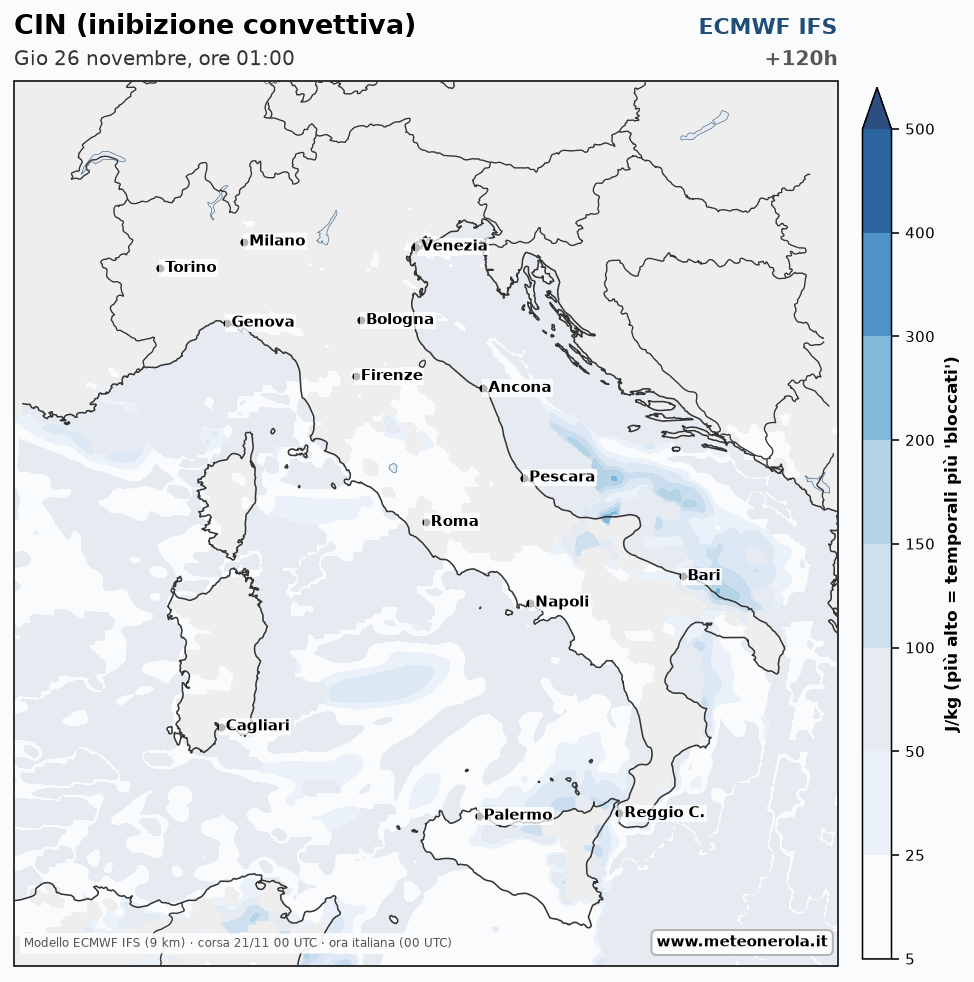 CIN (inibizione convettiva)
ECMWF IFS
Gio 26 novembre, ore 01:00
+120h
500
400
300
200
150
100
50
25
5
J/kg (più alto = temporali più 'bloccati')
Milano
Venezia
Torino
Genova
Bologna
Firenze
Ancona
Pescara
Roma
Bari
Napoli
Cagliari
Palermo
Reggio C.
Modello ECMWF IFS (9 km) · corsa 21/11 00 UTC · ora italiana (00 UTC)
www.meteonerola.it